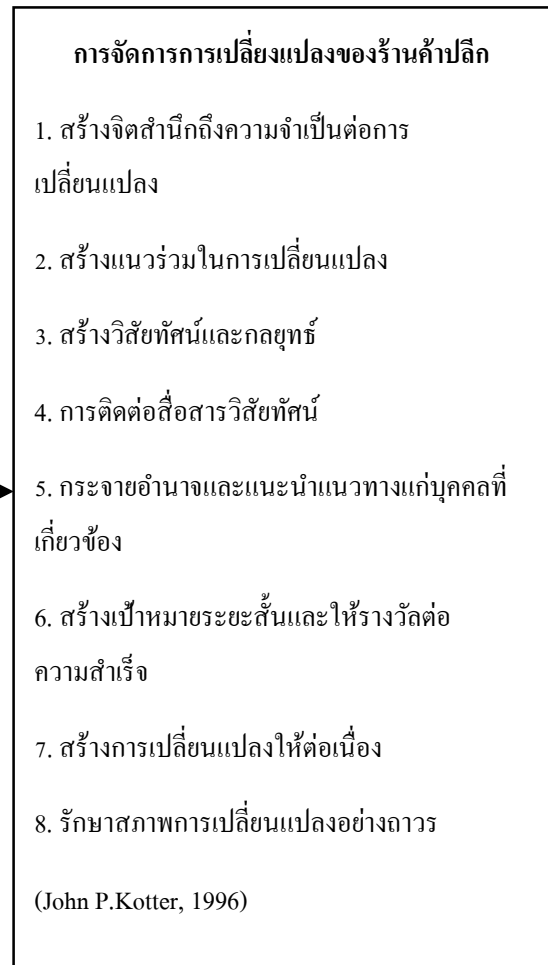 การจัดการการเปลี่ยงแปลงของร้านค้าปลีก
1. สร้างจิตสำนึกถึงความจำเป็นต่อการ
เปลี่ยนแปลง
2. สร้างแนวร่วมในการเปลี่ยนแปลง
3. สร้างวิสัยทัศน์และกลยุทธ์
4. การติดต่อสื่อสารวิสัยทัศน์
5. กระจายอำนาจและแนะนำแนวทางแก่บุคคลที่
เกี่ยวข้อง
6. สร้างเป้าหมายระยะสั้นและให้รางวัลต่อ
ความสำเร็จ
7. สร้างการเปลี่ยนแปลงให้ต่อเนื่อง
8. รักษาสภาพการเปลี่ยนแปลงอย่างถาวร
(John P.Kotter, 1996)